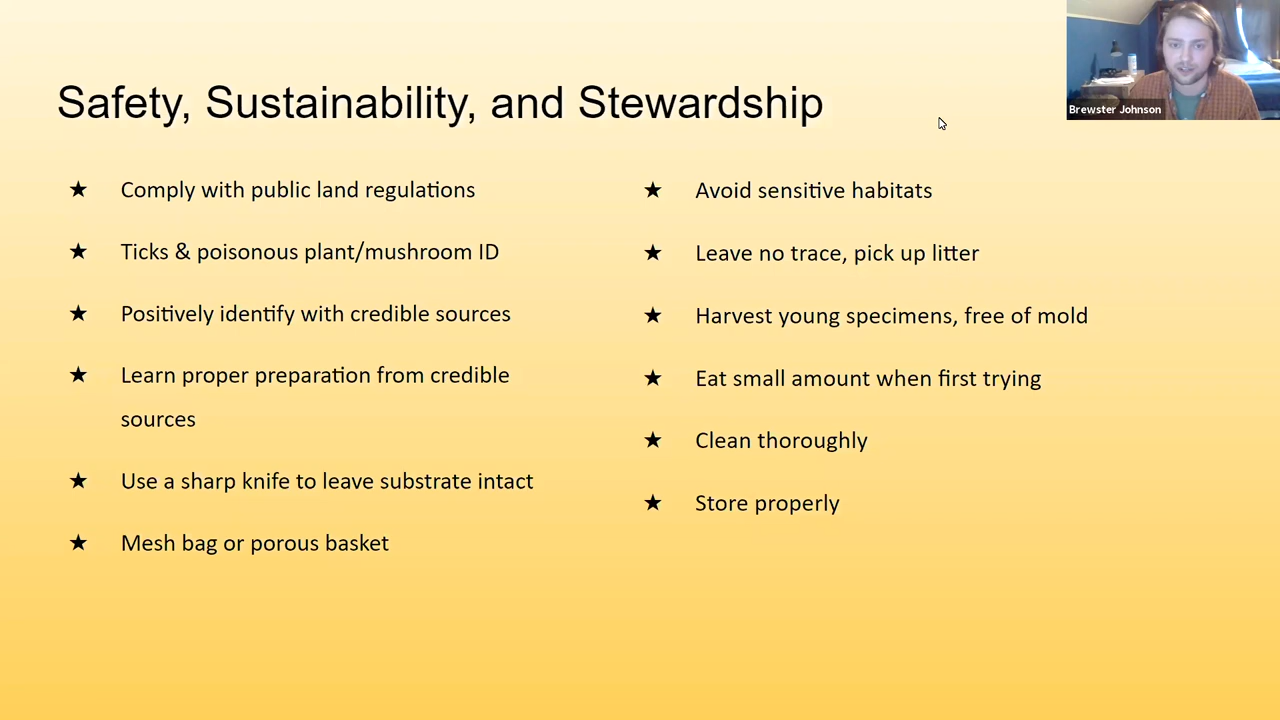 Safety, Sustainability, and Stewardship
★ Comply with public land regulations
★ Ticks & poisonous plant/mushroom ID
★ Positively identify with credible sources
★ Learn proper preparation from credible
sources
★ Use a sharp knife to leave substrate intact
★ Mesh bag or porous basket
★ Avoid sensitive habitats
★ Leave no trace, pick up litter
★ Harvest young specimens, free of mold
★ Eat small amount when first trying
★ Clean thoroughly
★ Store properly
Brewster Johnson